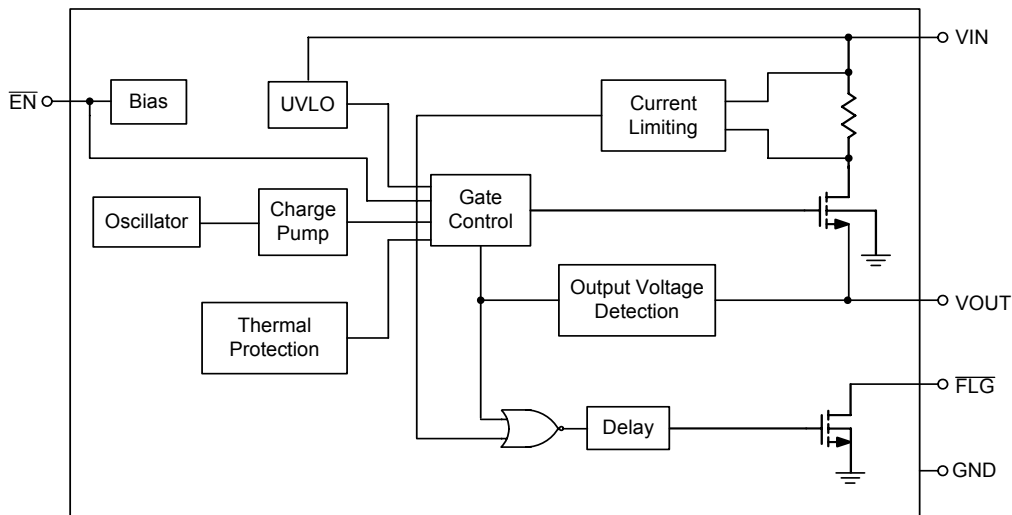 VIN
EN
Bias
UVLO
Current
Limiting
Oscillator
Charge
Pump
Gate
Control
Thermal
Protection
Output Voltage
Detection
VOUT
FLG
Delay
GND